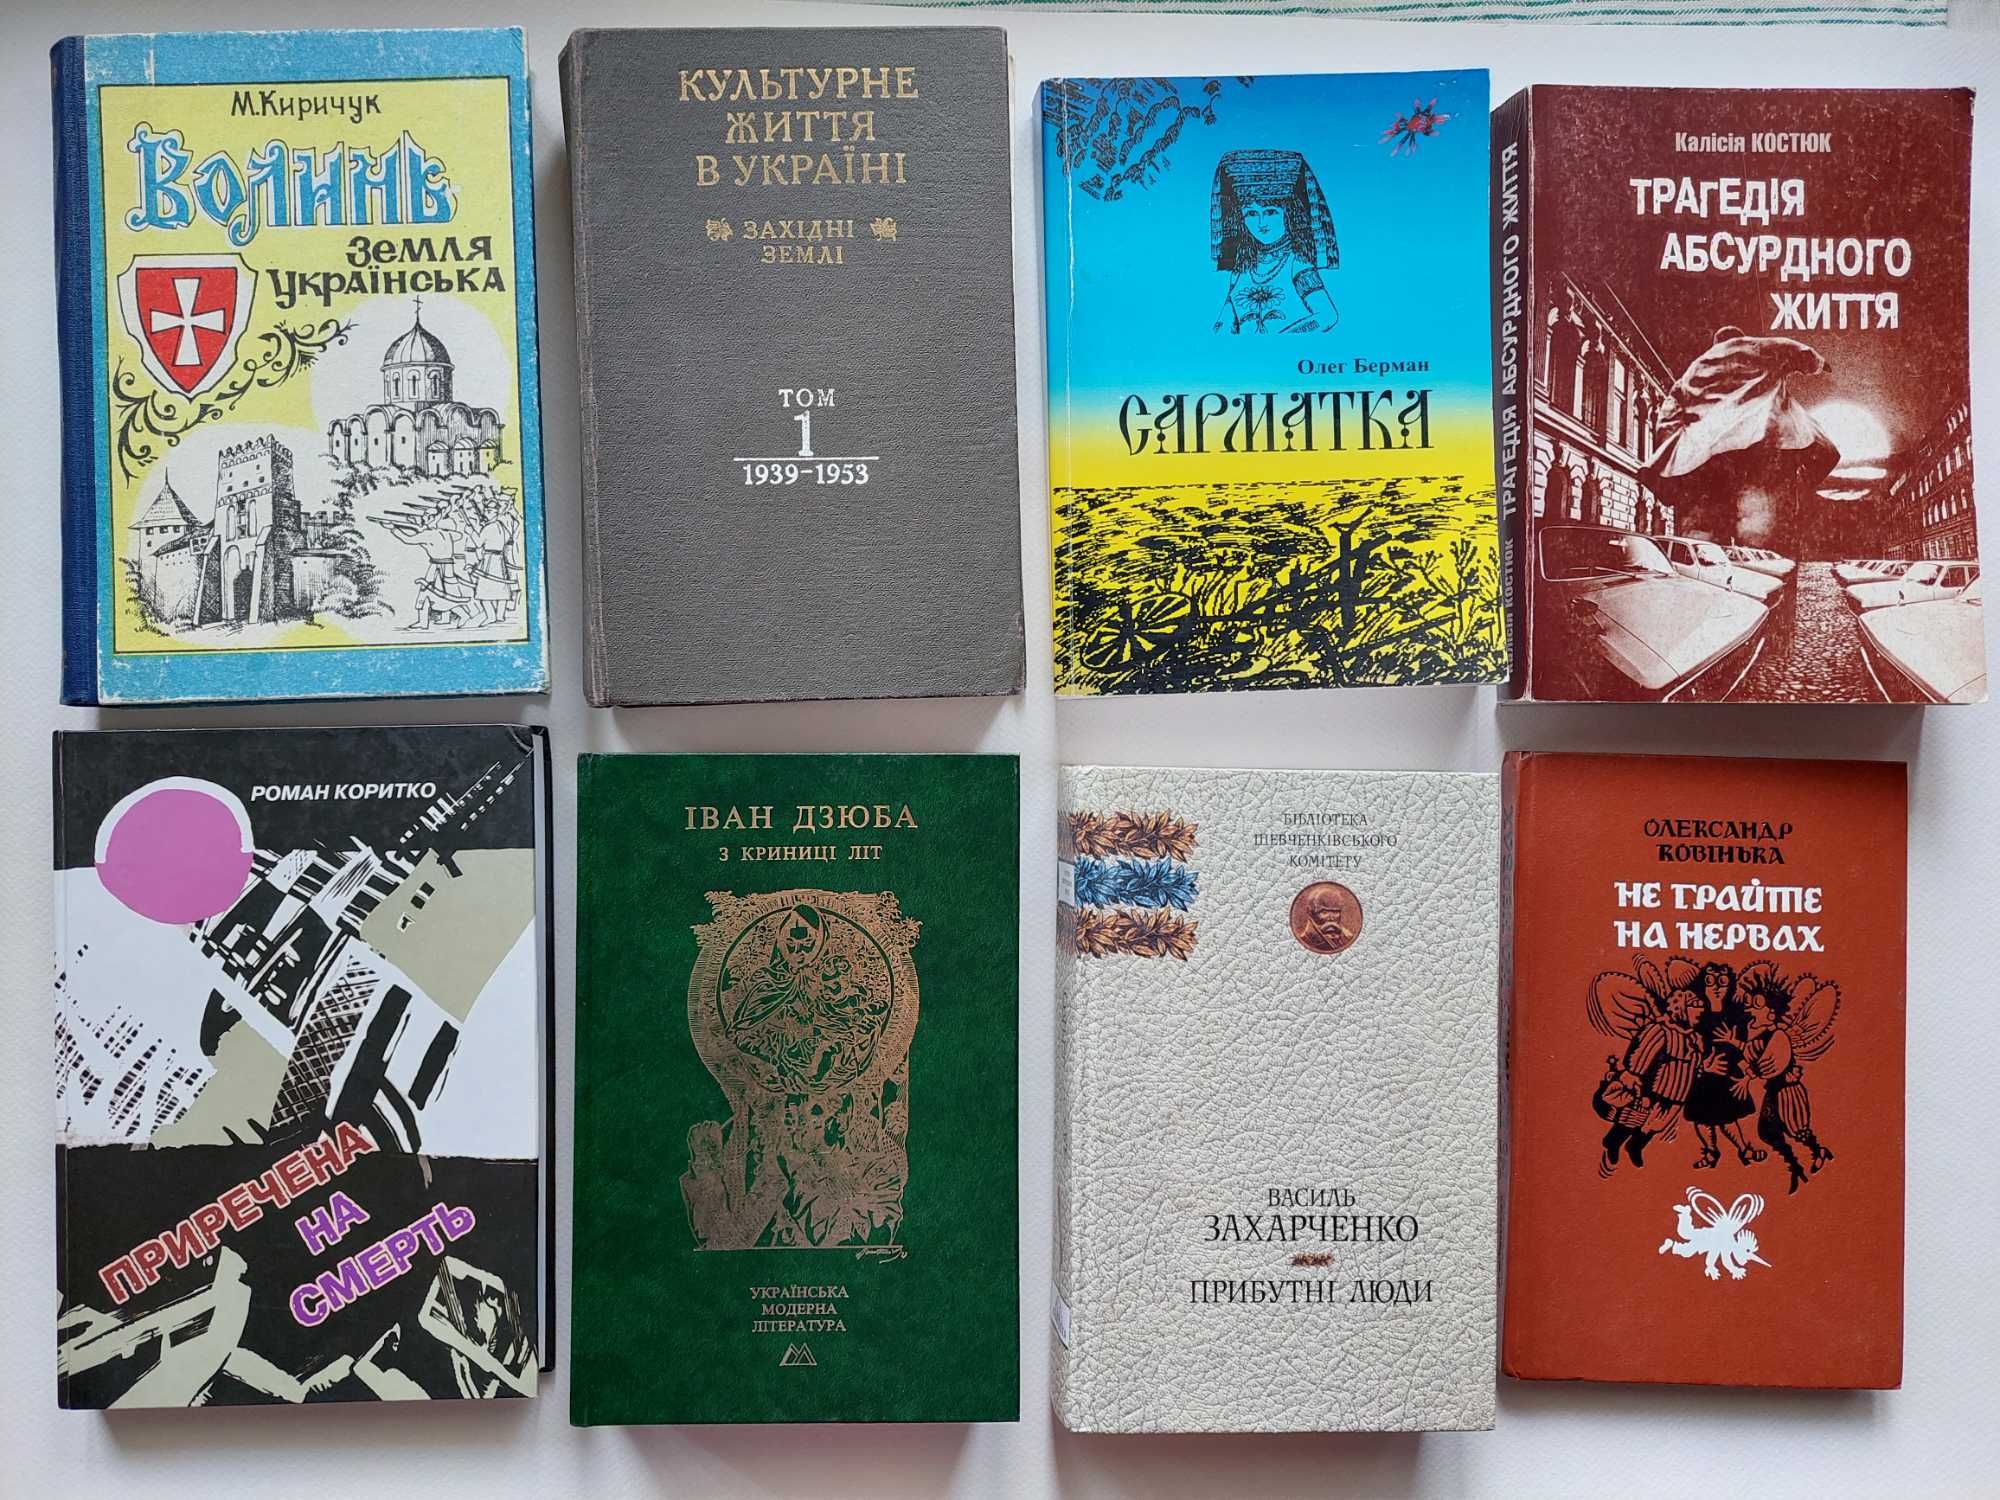 М.Киричук
Волинь
земля
українська
КУЛЬТУРНЕ
ЖИТТЯ
В УКРАЇНІ
ЗАХІДНІ
ЗЕМЛІ
ТОМ
1
1939-1953
Олег Берман
САРМАТКА
Калісія КОСТЮК
ТРАГЕДІЯ
АБСУРДНОГО
ЖИТТЯ
КОСТЮК ТРАГЕДІЯ АБСУРДНОГО ЖИТТЯ
РОМАН КОРИТКО
ПРИРЕЧЕНА
НА
СМЕРТЬ
ІВАН ДЗЮБА
З КРИНИЦІ ЛІТ
УКРАЇНСЬКА
МОДЕРНА
ЛІТЕРАТУРА
БІБЛІОТЕКА
ШЕВЧЕНКІВСЬКОГО
КОМІТЕТУ
ВАСИЛЬ
ЗАХАРЧЕНКО
ПРИБУТНІ ЛЮДИ
ОЛЕКСАНДР
КОВІНЬКА
НЕ ГРАЙТЕ
НА НЕРВАХ